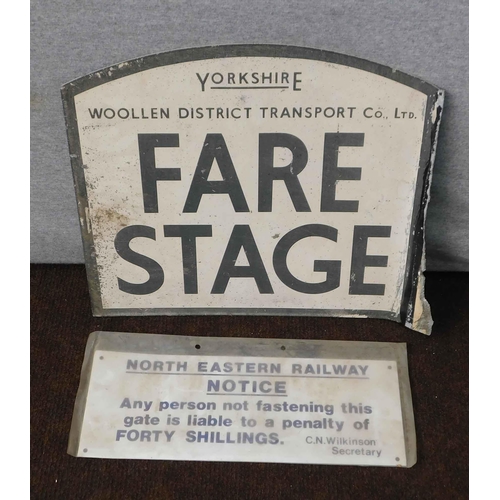 YORKSHIRE
WOOLLEN DISTRICT TRANSPORT CO., LTD.
FARE
STAGE
NORTH EASTERN RAILWAY
NOTICE
Any person not fastening this
gate is liable to a penalty of
FORTY SHILLINGS. C.N.Wilkinson
Secretary